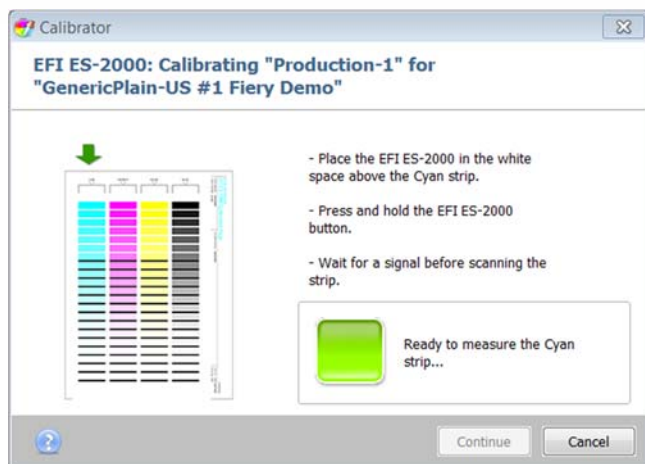 Calibrator
EFI ES-2000: Calibrating "Production-1" for
"GenericPlain-US #1 Fiery Demo"
- Place the EFI ES-2000 in the white
space above the Cyan strip.
- Press and hold the EFI ES-2000
button.
- Wait for a signal before scanning the
strip.
Ready to measure the Cyan
strip...
?
Continue
Cancel